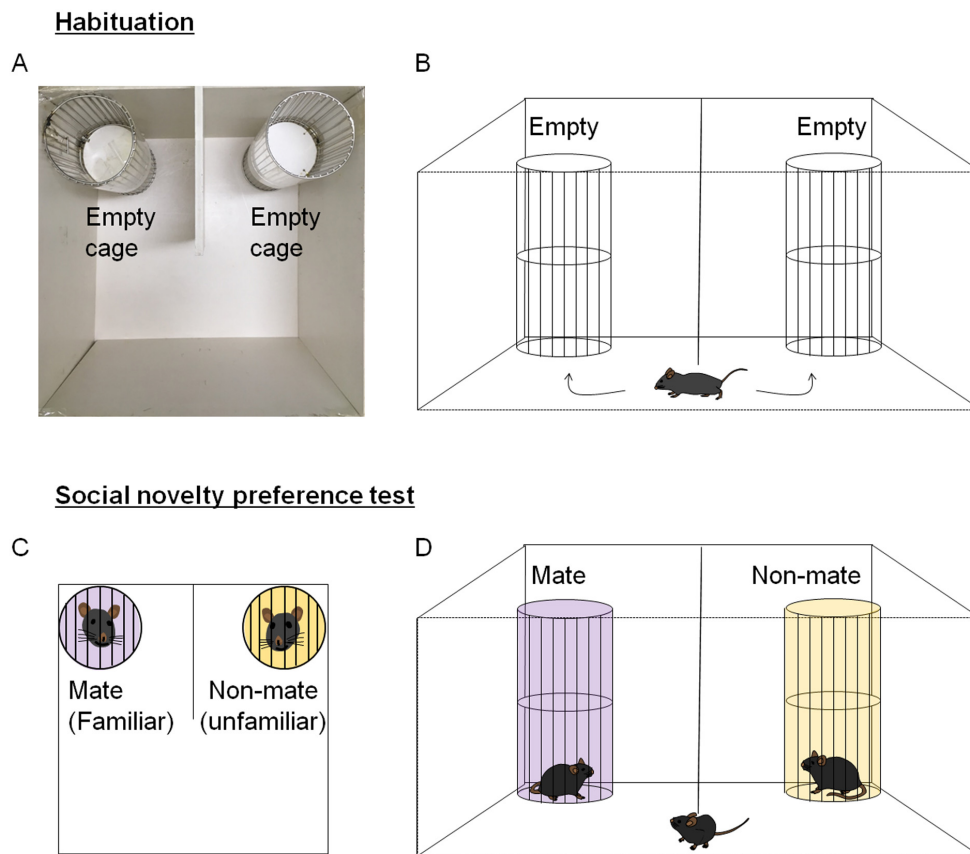 Habituation
A
B
Empty
cage
Empty
cage
Empty
Empty
Social novelty preference test
C
D
Mate
(Familiar)
Non-mate
(unfamiliar)
Mate
Non-mate